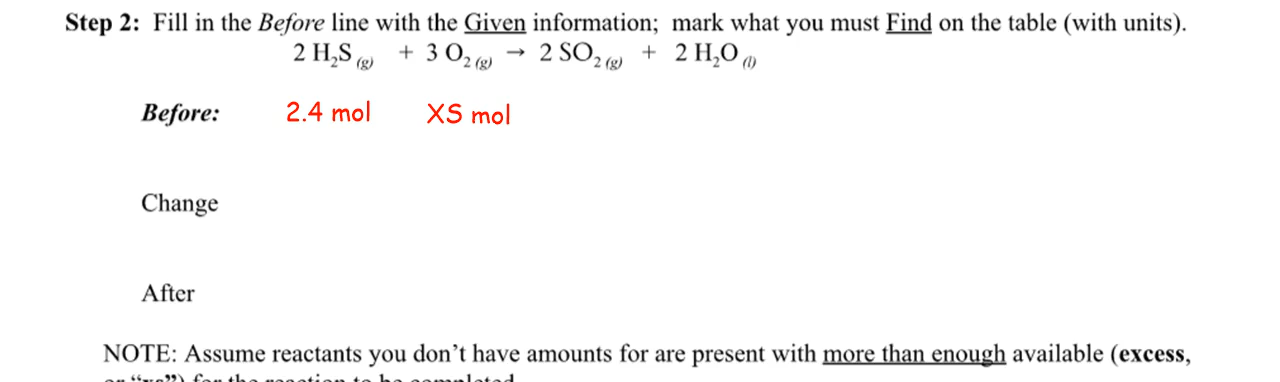 Step 2: Fill in the Before line with the Given information; mark what you must Find on the table (with units).
2 H₂S (g) + 3 O₂ (g) → 2 SO₂ (g) + 2 H₂O (l)
Before: 2.4 mol XS mol
Change
After
NOTE: Assume reactants you don’t have amounts for are present with more than enough available (excess,